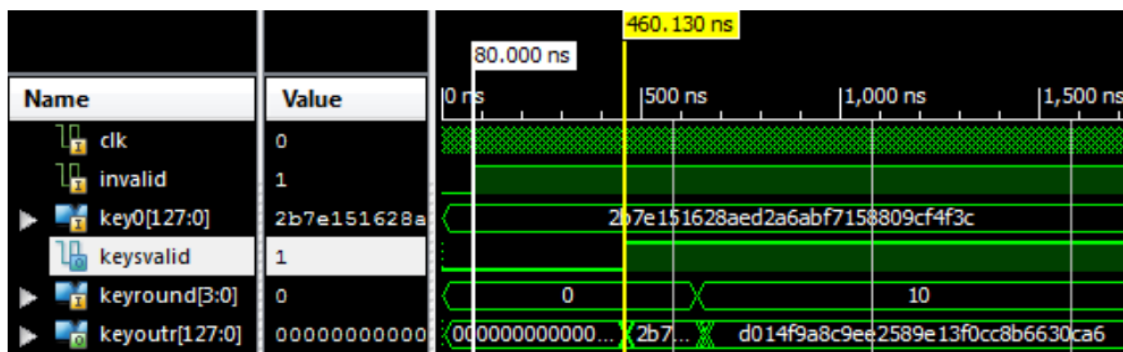 460.130 ns
80.000 ns
Name Value 0 ns 500 ns 1,000 ns 1,500 ns
clk 0
invalid 1
key0[127:0] 2b7e151628a 2b7e151628aed2a6abf7158809cf4f3c
keysvalid 1
keyround[3:0] 0 0 10
keyoutr[127:0] 00000000000 000000000000... 2b7... d014f9a8c9ee2589e13f0cc8b6630ca6